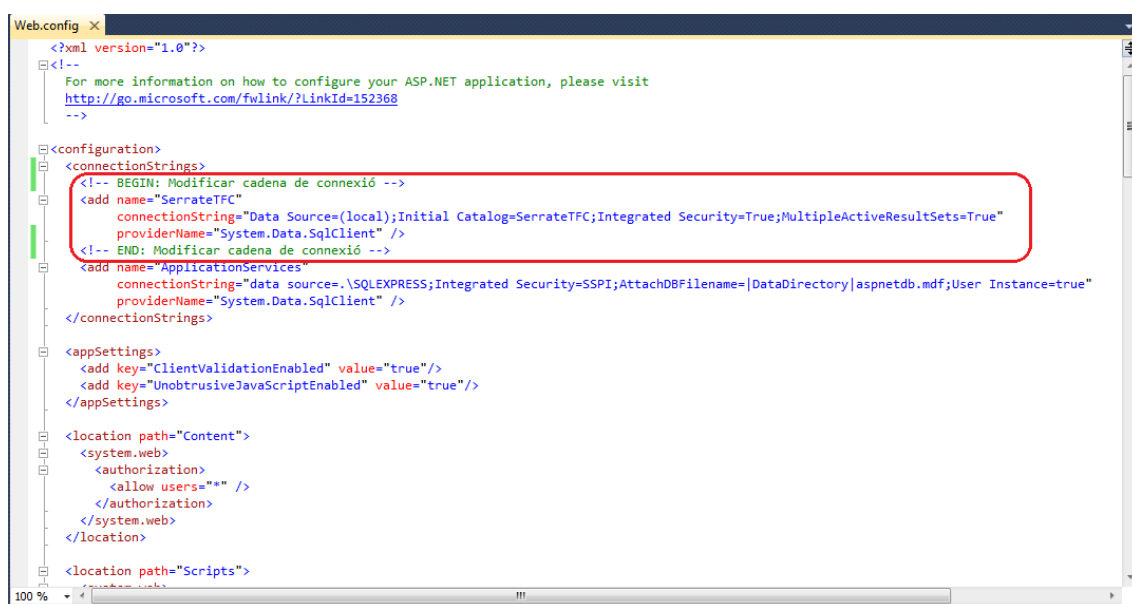 Web.config
<?xml version="1.0"?>
<!--
For more information on how to configure your ASP.NET application, please visit
http://go.microsoft.com/fwlink/?LinkId=152368
-->
<configuration>
<connectionStrings>
<!-- BEGIN: Modificar cadena de connexió -->
<add name="SerrateTFC"
connectionString="Data Source=(local);Initial Catalog=SerrateTFC;Integrated Security=True;MultipleActiveResultSets=True"
providerName="System.Data.SqlClient" />
<!-- END: Modificar cadena de connexió -->
<add name="ApplicationServices"
connectionString="data source=.\SQLEXPRESS;Integrated Security=SSPI;AttachDBFilename=|DataDirectory|aspnetdb.mdf;User Instance=true"
providerName="System.Data.SqlClient" />
</connectionStrings>
<appSettings>
<add key="ClientValidationEnabled" value="true"/>
<add key="UnobtrusiveJavaScriptEnabled" value="true"/>
</appSettings>
<location path="Content">
<system.web>
<authorization>
<allow users="*" />
</authorization>
</system.web>
</location>
<location path="Scripts">
100 %